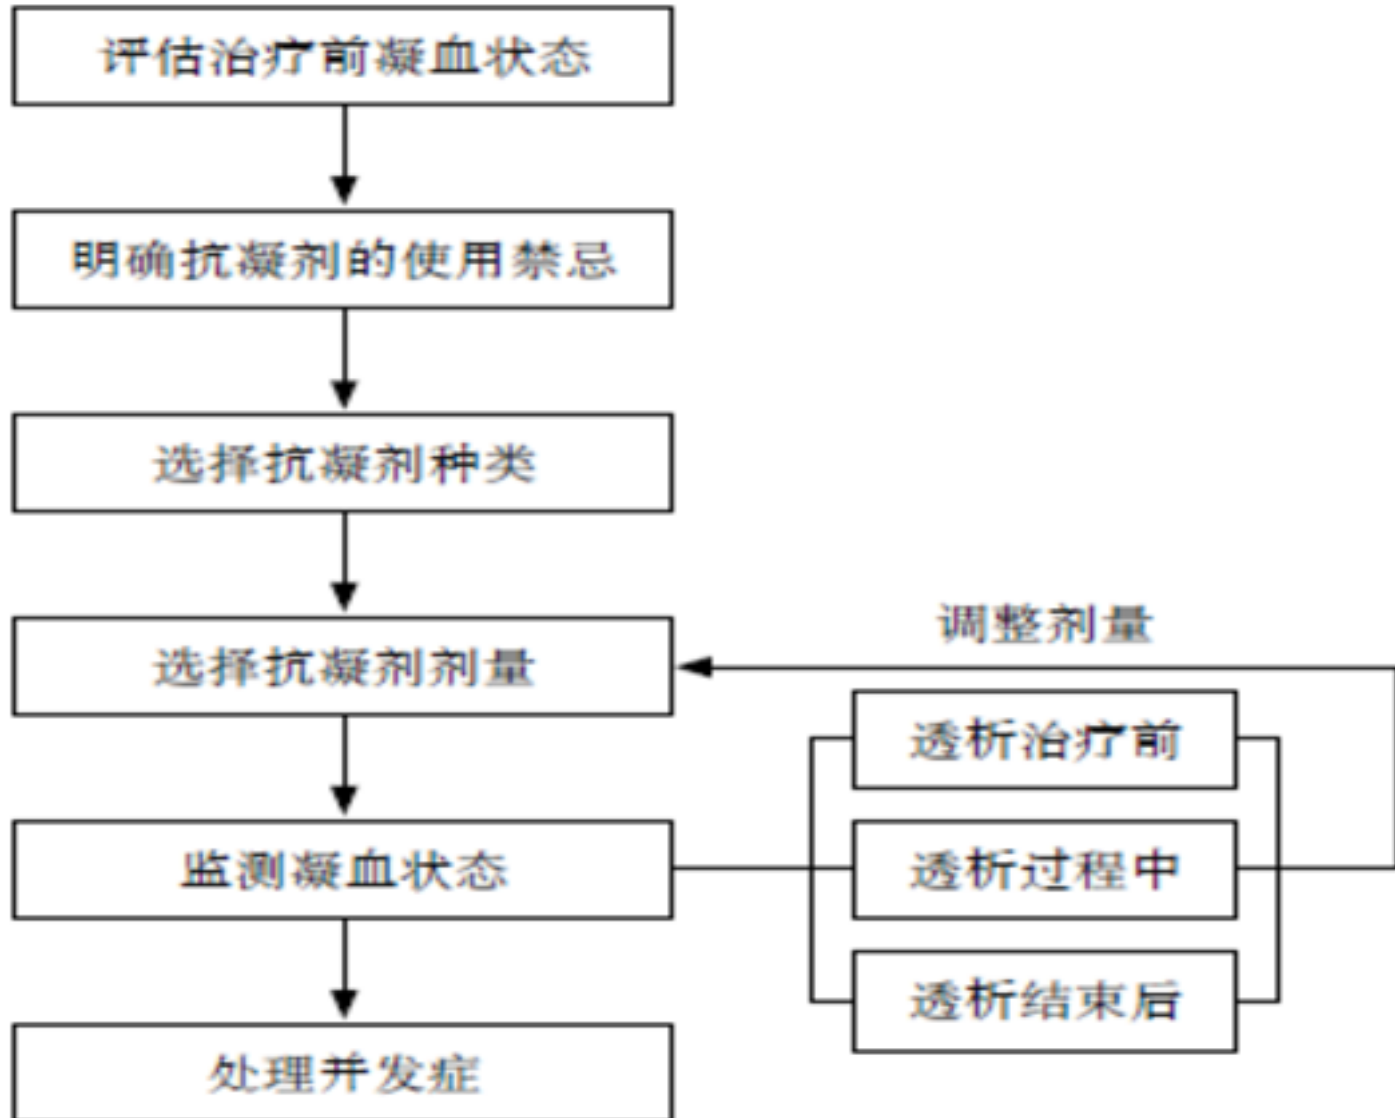 评估治疗前凝血状态
明确抗凝剂的使用禁忌
选择抗凝剂种类
选择抗凝剂剂量
调整剂量
监测凝血状态
透析治疗前
透析过程中
透析结束后
处理并发症